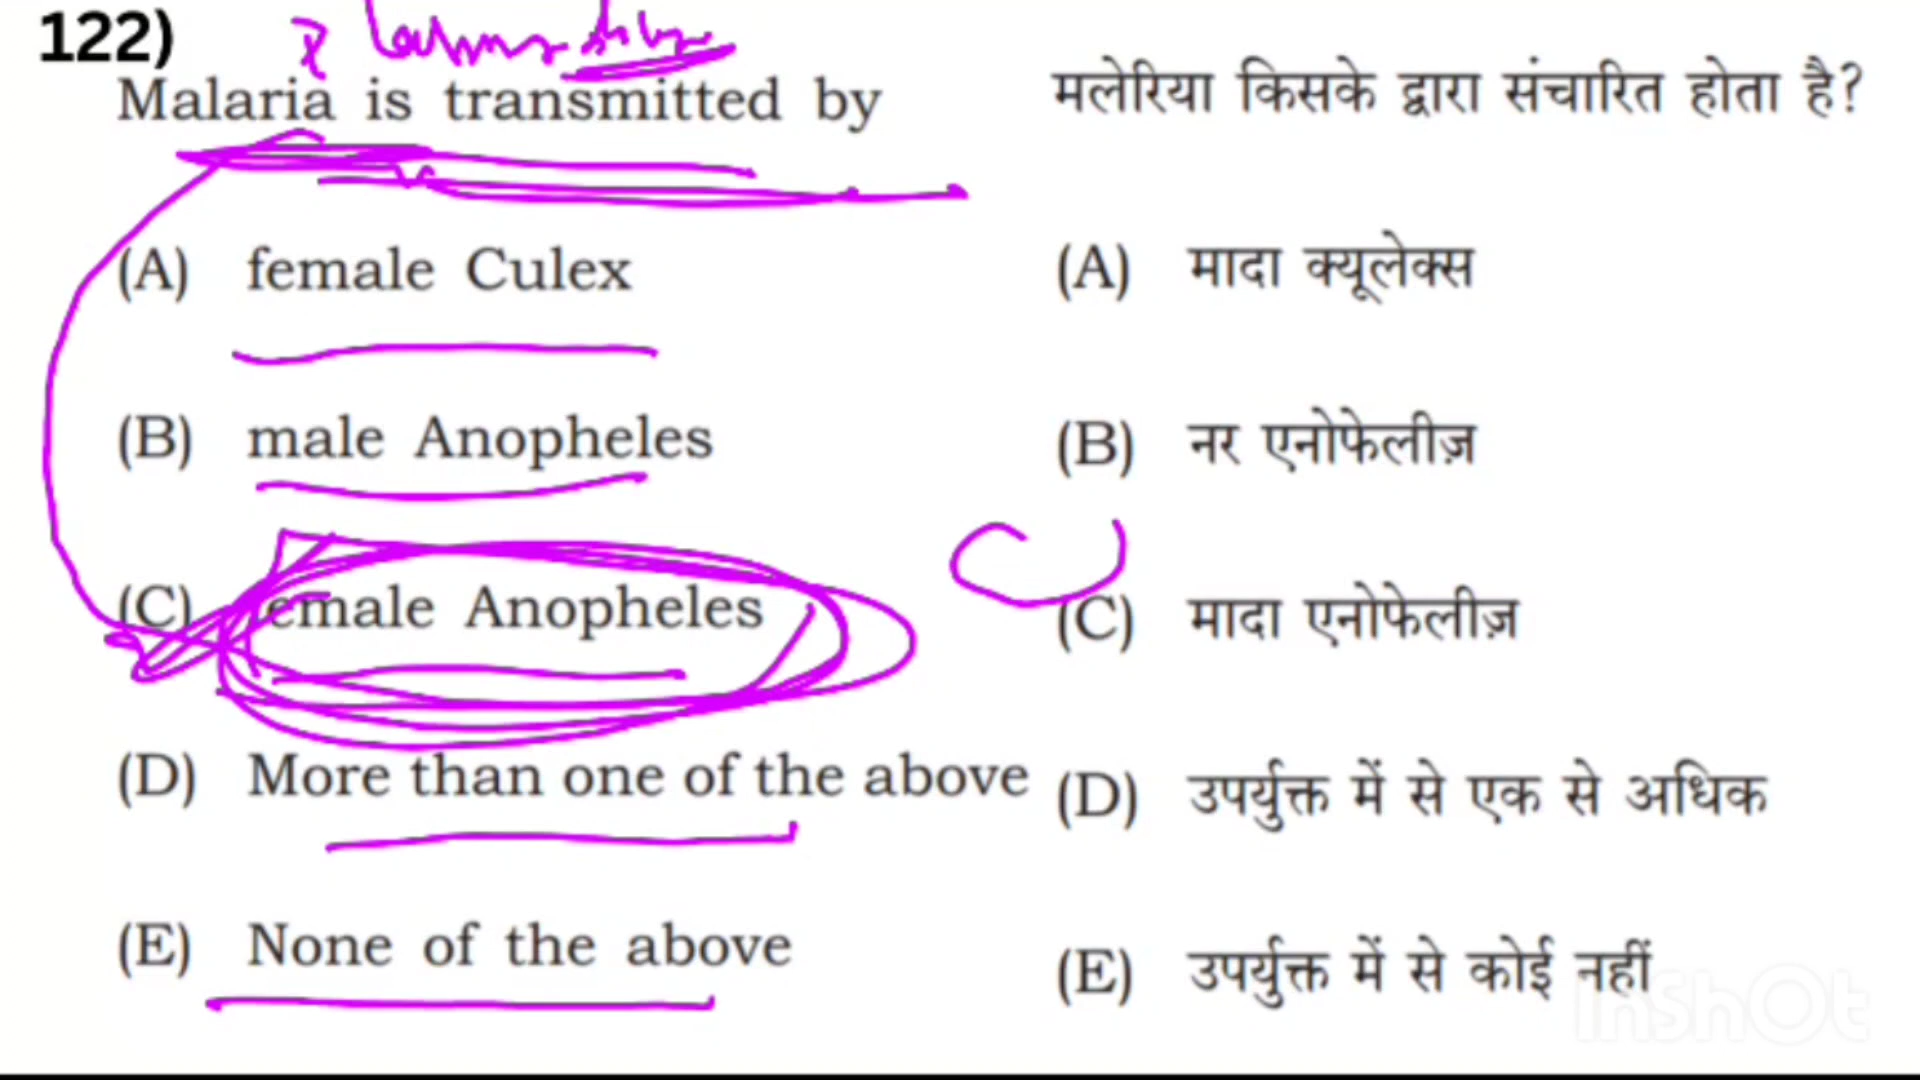 122)
Malaria is transmitted by
(A) female Culex
(B) male Anopheles
(C) female Anopheles
(D) More than one of the above
(E) None of the above
मलेरिया किसके द्वारा संचारित होता है?
(A) मादा क्यूलेक्स
(B) नर एनोफेलीज़
(C) मादा एनोफेलीज़
(D) उपर्युक्त में से एक से अधिक
(E) उपर्युक्त में से कोई नहीं
InShOt